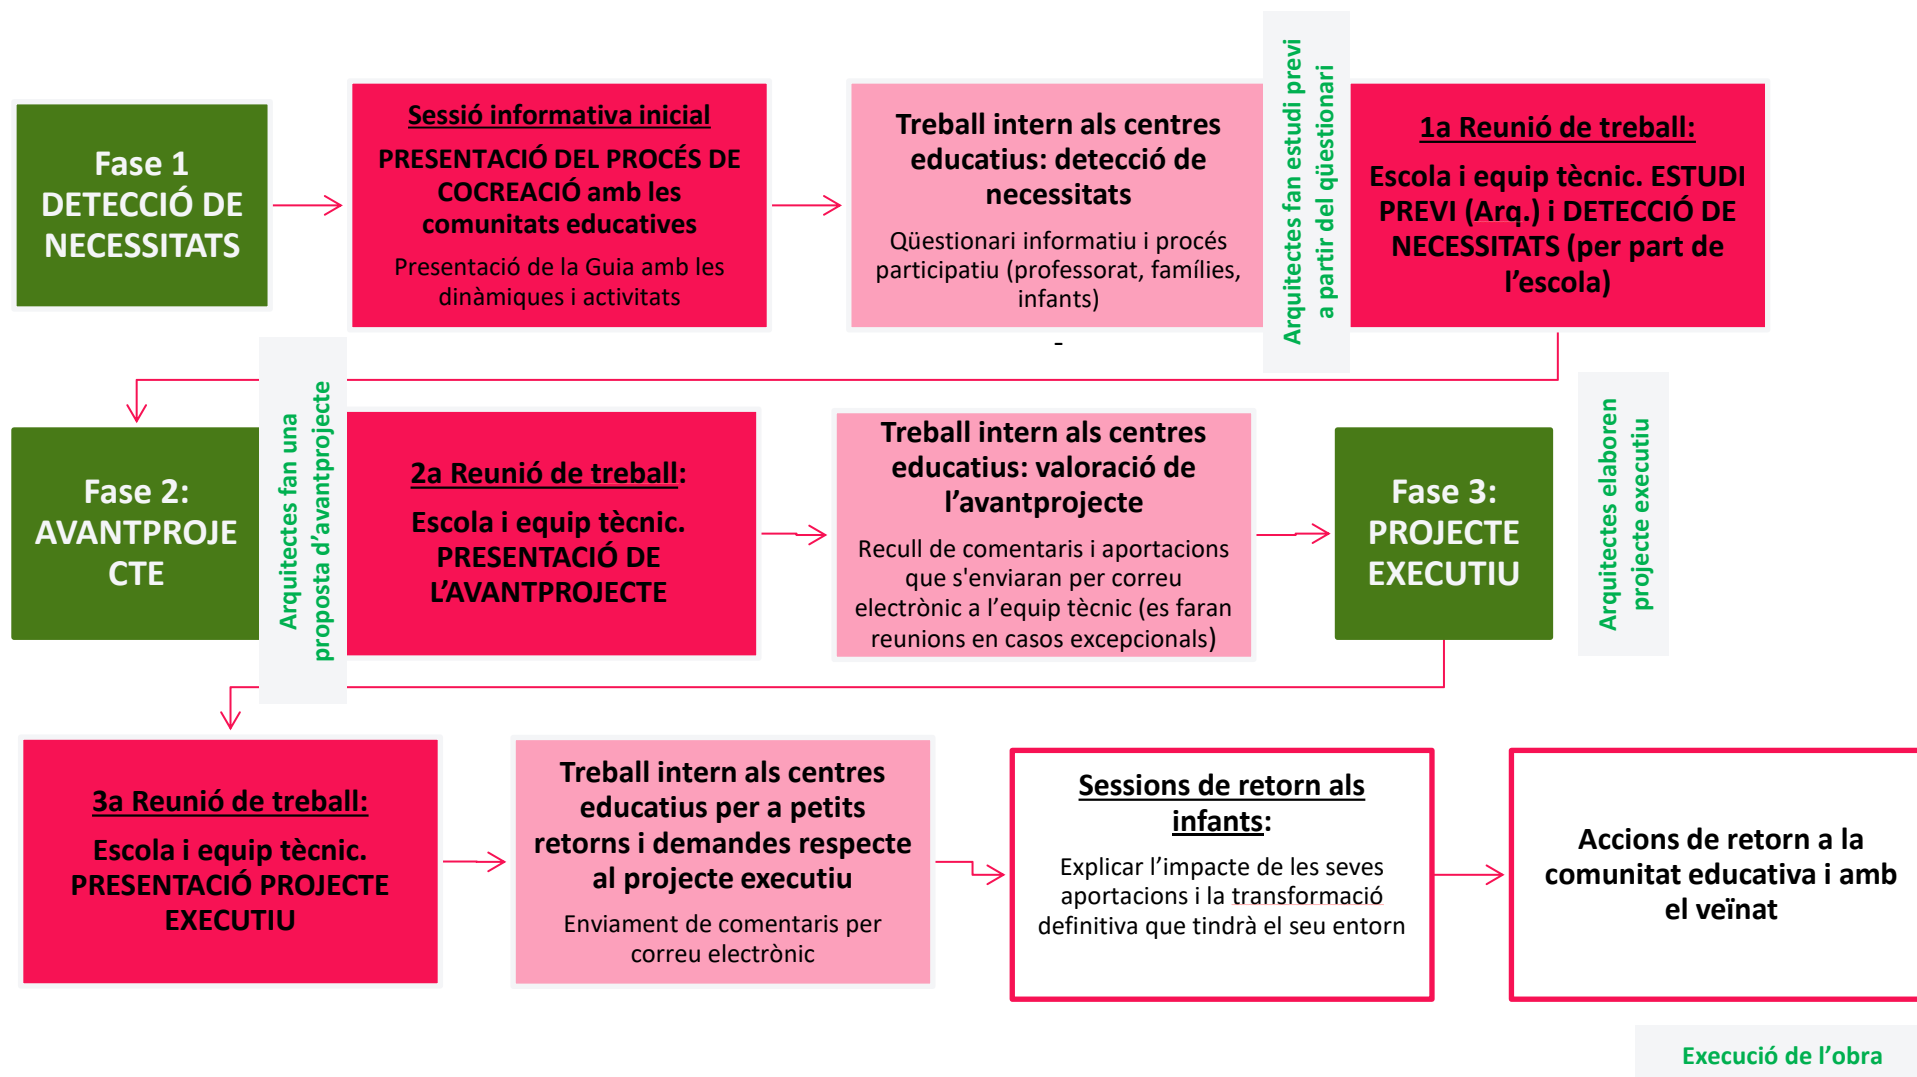 Fase 1
DETECCIÓ DE
NECESSITATS
Sessió informativa inicial
PRESENTACIÓ DEL PROCÉS DE
COCREACIÓ amb les
comunitats educatives
Presentació de la Guia amb les
dinàmiques i activitats
Treball intern als centres
educatius: detecció de
necessitats
Qüestionari informatiu i procés
participatiu (professorat, famílies,
infants)
-
Arquitectes fan estudi previ
a partir del qüestionari
1a Reunió de treball:
Escola i equip tècnic. ESTUDI
PREVI (Arq.) i DETECCIÓ DE
NECESSITATS (per part de
l’escola)
Fase 2:
AVANTPROJE
CTE
Arquitectes fan una
proposta d’avantprojecte
2a Reunió de treball:
Escola i equip tècnic.
PRESENTACIÓ DE
L’AVANTPROJECTE
Treball intern als centres
educatius: valoració de
l’avantprojecte
Recull de comentaris i aportacions
que s'enviaran per correu
electrònic a l’equip tècnic (es faran
reunions en casos excepcionals)
Fase 3:
PROJECTE
EXECUTIU
Arquitectes elaboren
projecte executiu
3a Reunió de treball:
Escola i equip tècnic.
PRESENTACIÓ PROJECTE
EXECUTIU
Treball intern als centres
educatius per a petits
retorns i demandes respecte
al projecte executiu
Enviament de comentaris per
correu electrònic
Sessions de retorn als
infants:
Explicar l’impacte de les seves
aportacions i la transformació
definitiva que tindrà el seu entorn
Accions de retorn a la
comunitat educativa i amb
el veïnat
Execució de l’obra